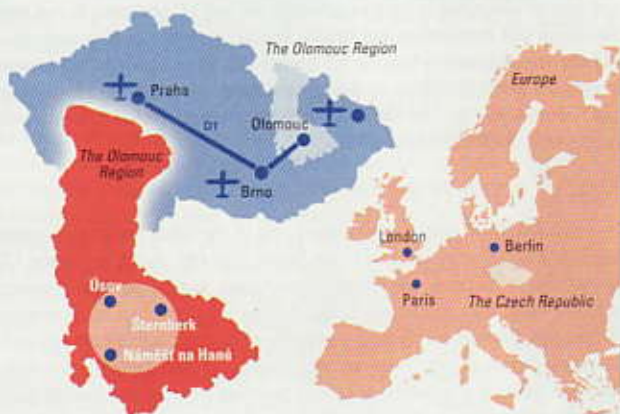 The Olomouc Region
Praha
D1
Olomouc
Brno
The Olomouc
Region
Úsov
Šternberk
Náměšť na Hané
Europe
London
Berlin
Paris
The Czech Republic